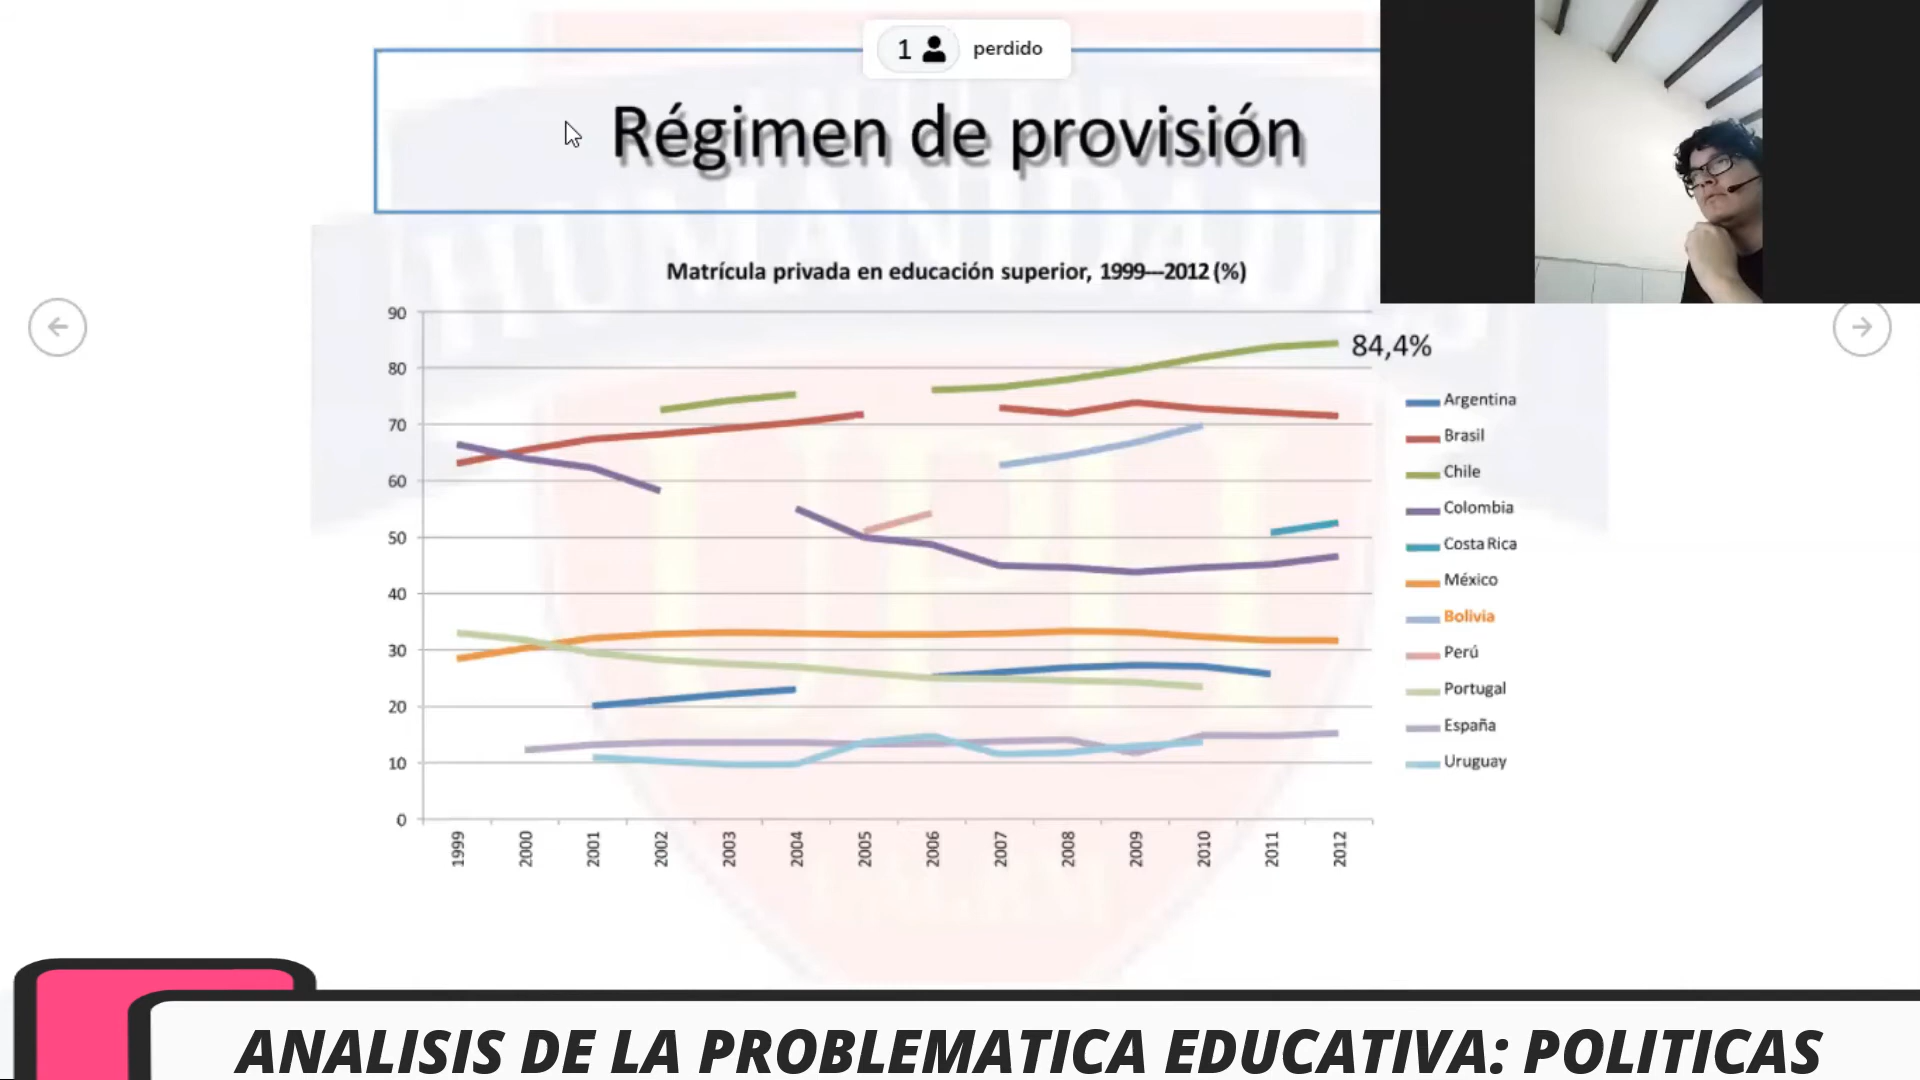 1 perdido
Régimen de provisión
Matrícula privada en educación superior, 1999—2012 (%)
90
80
70
60
50
40
30
20
10
0
84,4%
Argentina
Brasil
Chile
Colombia
Costa Rica
México
Bolivia
Perú
Portugal
España
Uruguay
1999 2000 2001 2002 2003 2004 2005 2006 2007 2008 2009 2010 2011 2012
ANALISIS DE LA PROBLEMATICA EDUCATIVA: POLITICAS